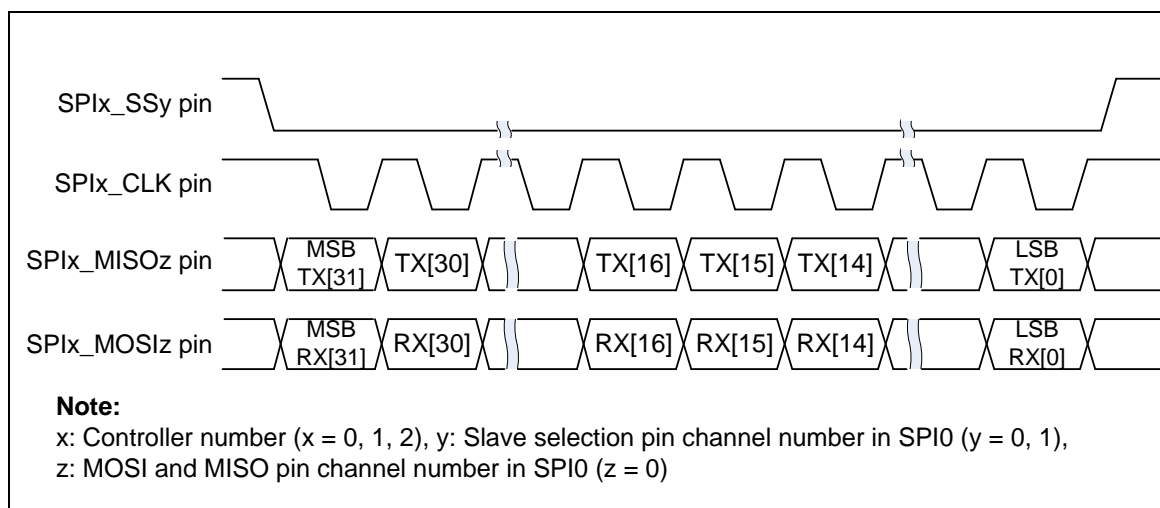 SPIx_SSy pin
SPIx_CLK pin
SPIx_MISOz pin
MSB
TX[31]
TX[30]
TX[16]
TX[15]
TX[14]
LSB
TX[0]
SPIx_MOSIz pin
MSB
RX[31]
RX[30]
RX[16]
RX[15]
RX[14]
LSB
RX[0]
Note:
x: Controller number (x = 0, 1, 2), y: Slave selection pin channel number in SPI0 (y = 0, 1),
z: MOSI and MISO pin channel number in SPI0 (z = 0)